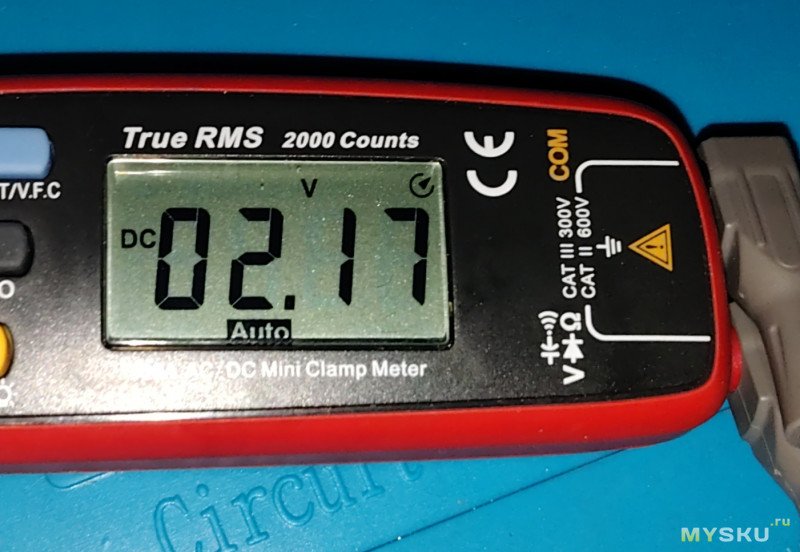 True RMS 2000 Counts
T/V.F.C
V
DC 02.17
Auto
DC Mini Clamp Meter
CE
COM
CAT III 300V
CAT II 600V
V Ω
Circuit
MYSKU.ru